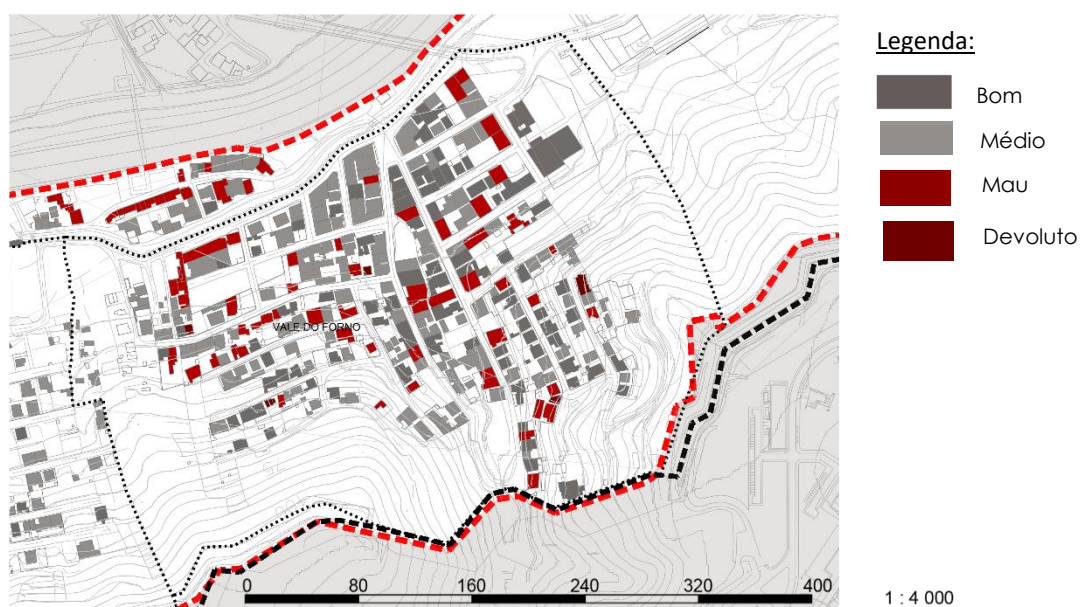 Legenda:
Bom
Médio
Mau
Devoluto
VALE DO FORNO
0 80 160 240 320 400
1 : 4 000